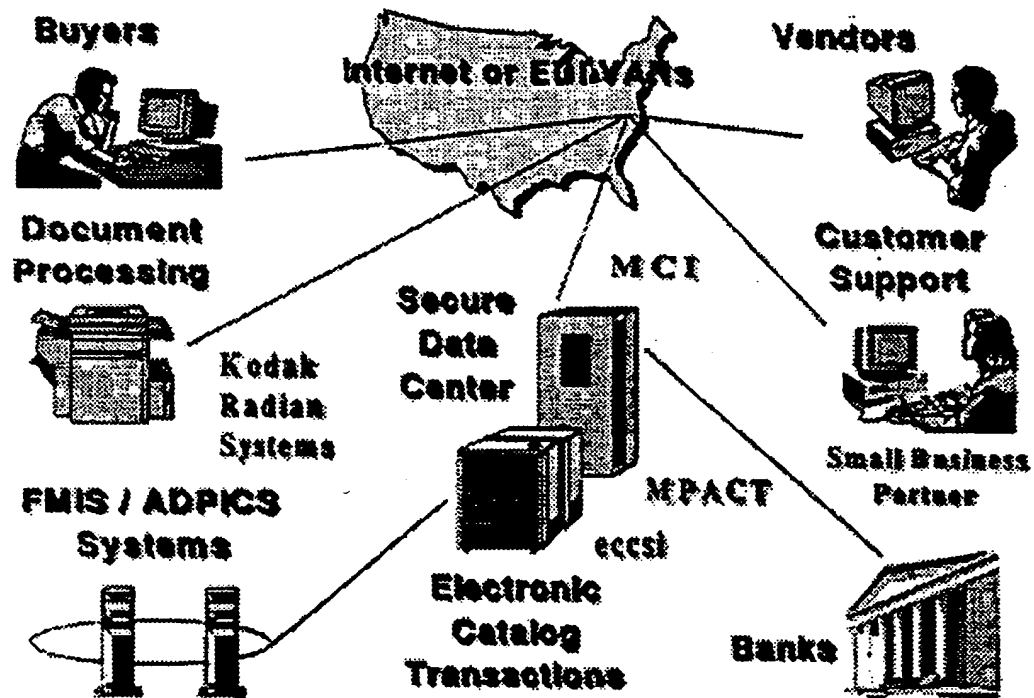 Buyers
Internet or EDI/VANs
Vendors
Document
Processing
Customer
Support
MCI
Secure
Data
Center
Kodak
Radian
Systems
Small Business
Partner
FMIS / ADPICS
Systems
MPACT
eccsi
Electronic
Catalog
Transactions
Banks